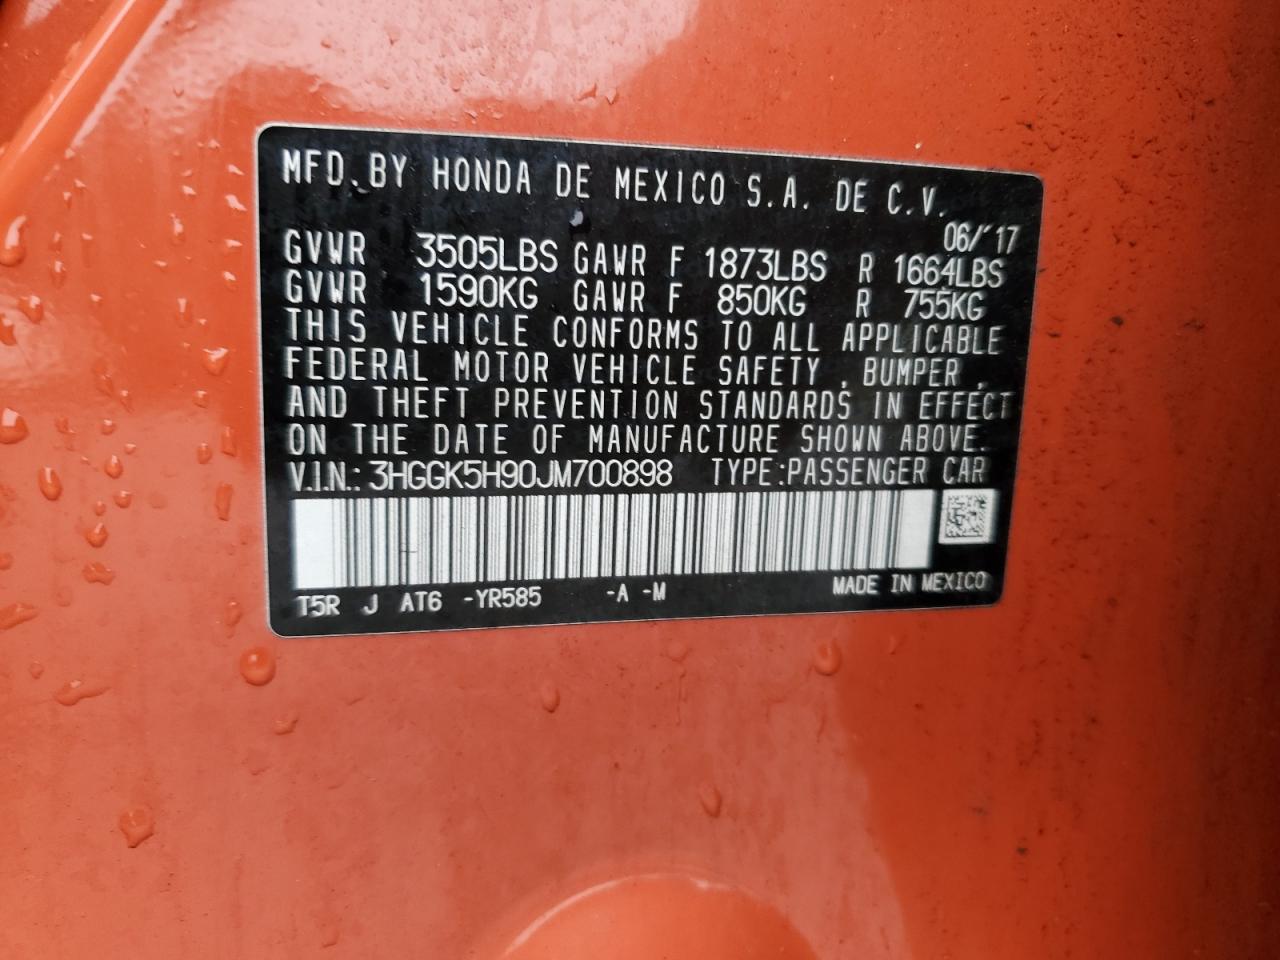 MFD.BY HONDA DE MEXICO S.A. DE C.V.
06/'17
GVWR 3505LBS GAWR F 1873LBS R 1664LBS
GVWR 1590KG GAWR F 850KG R 755KG
THIS VEHICLE CONFORMS TO ALL APPLICABLE
FEDERAL MOTOR VEHICLE SAFETY , BUMPER ,
AND THEFT PREVENTION STANDARDS IN EFFECT
ON THE DATE OF MANUFACTURE SHOWN ABOVE.
V.I.N.: 3HGGK5H90JM700898 TYPE:PASSENGER CAR
T5R J AT6 -YR585 -A -M MADE IN MEXICO